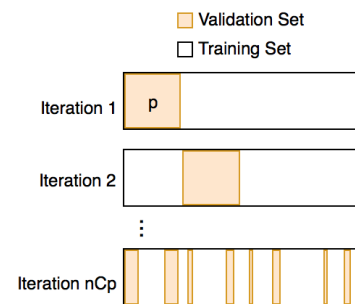 Validation Set
Training Set
Iteration 1
p
Iteration 2
⋮
Iteration nCp